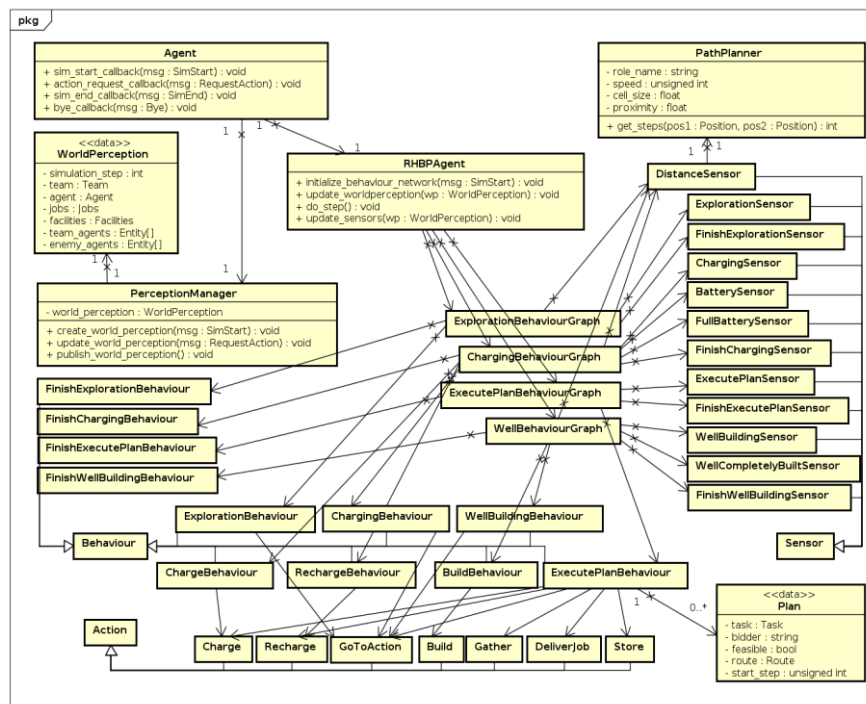 pkg
Agent
+ sim_start_callback(msg : SimStart) : void
+ action_request_callback(msg : RequestAction) : void
+ sim_end_callback(msg : SimEnd) : void
+ bye_callback(msg : Bye) : void
PathPlanner
- role_name : string
- speed : unsigned int
- cell_size : float
- proximity : float
+ get_steps(pos1 : Position, pos2 : Position) : int
1
1
1
1
1
<<data>>
WorldPerception
- simulation_step : int
- team : Team
- agent : Agent
- jobs : Jobs
- facilities : Facilities
- team_agents : Entity[]
- enemy_agents : Entity[]
RHBPAgent
+ initialize_behaviour_network(msg : SimStart) : void
+ update_worldperception(wp : WorldPerception) : void
+ do_step() : void
+ update_sensors(wp : WorldPerception) : void
DistanceSensor
ExplorationSensor
FinishExplorationSensor
ChargingSensor
BatterySensor
FullBatterySensor
FinishChargingSensor
ExecutePlanSensor
FinishExecutePlanSensor
WellBuildingSensor
WellCompletelyBuiltSensor
FinishWellBuildingSensor
1
1
1
PerceptionManager
- world_perception : WorldPerception
+ create_world_perception(msg : SimStart) : void
+ update_world_perception(msg : RequestAction) : void
+ publish_world_perception() : void
ExplorationBehaviourGraph
ChargingBehaviourGraph
ExecutePlanBehaviourGraph
WellBehaviourGraph
FinishExplorationBehaviour
FinishChargingBehaviour
FinishExecutePlanBehaviour
FinishWellBuildingBehaviour
ExplorationBehaviour
ChargingBehaviour
WellBuildingBehaviour
Behaviour
Sensor
ChargeBehaviour
RechargeBehaviour
BuildBehaviour
ExecutePlanBehaviour
1
0..*
<<data>>
Plan
- task : Task
- bidder : string
- feasible : bool
- route : Route
- start_step : unsigned int
Action
Charge
Recharge
GoToAction
Build
Gather
DeliverJob
Store